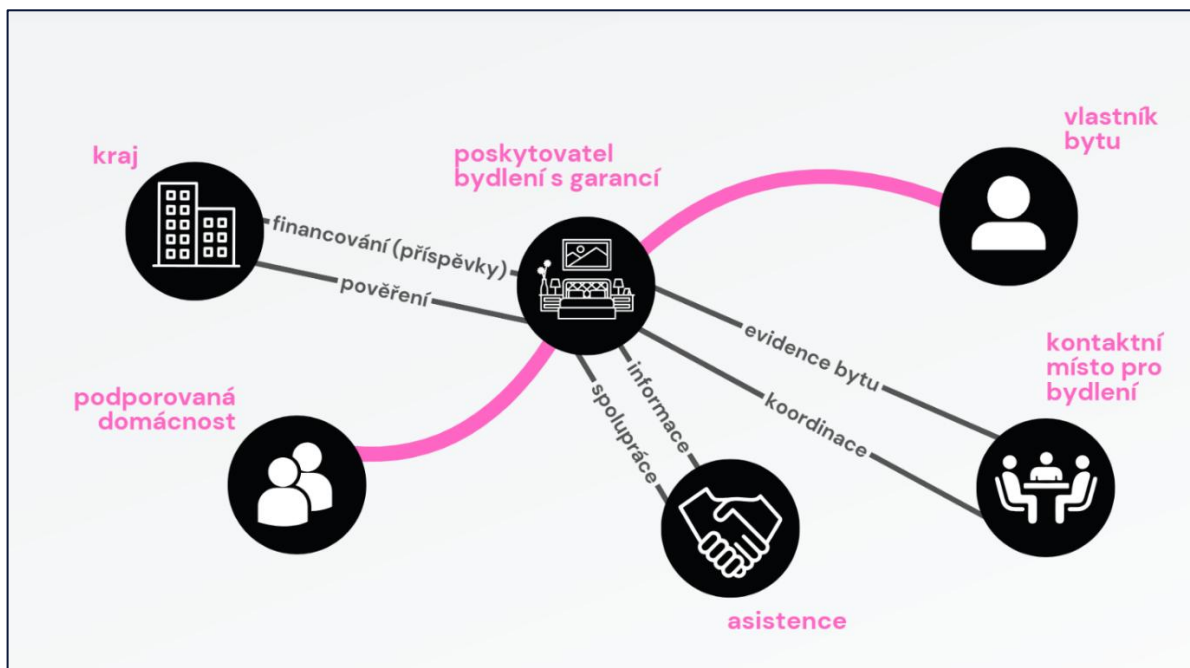 kraj
poskytovatel
bydlení s garancí
vlastník
bytu
financování (příspěvky)
pověření
evidence bytu
koordinace
kontaktní
místo pro
bydlení
podporovaná
domácnost
informace
spolupráce
asistence